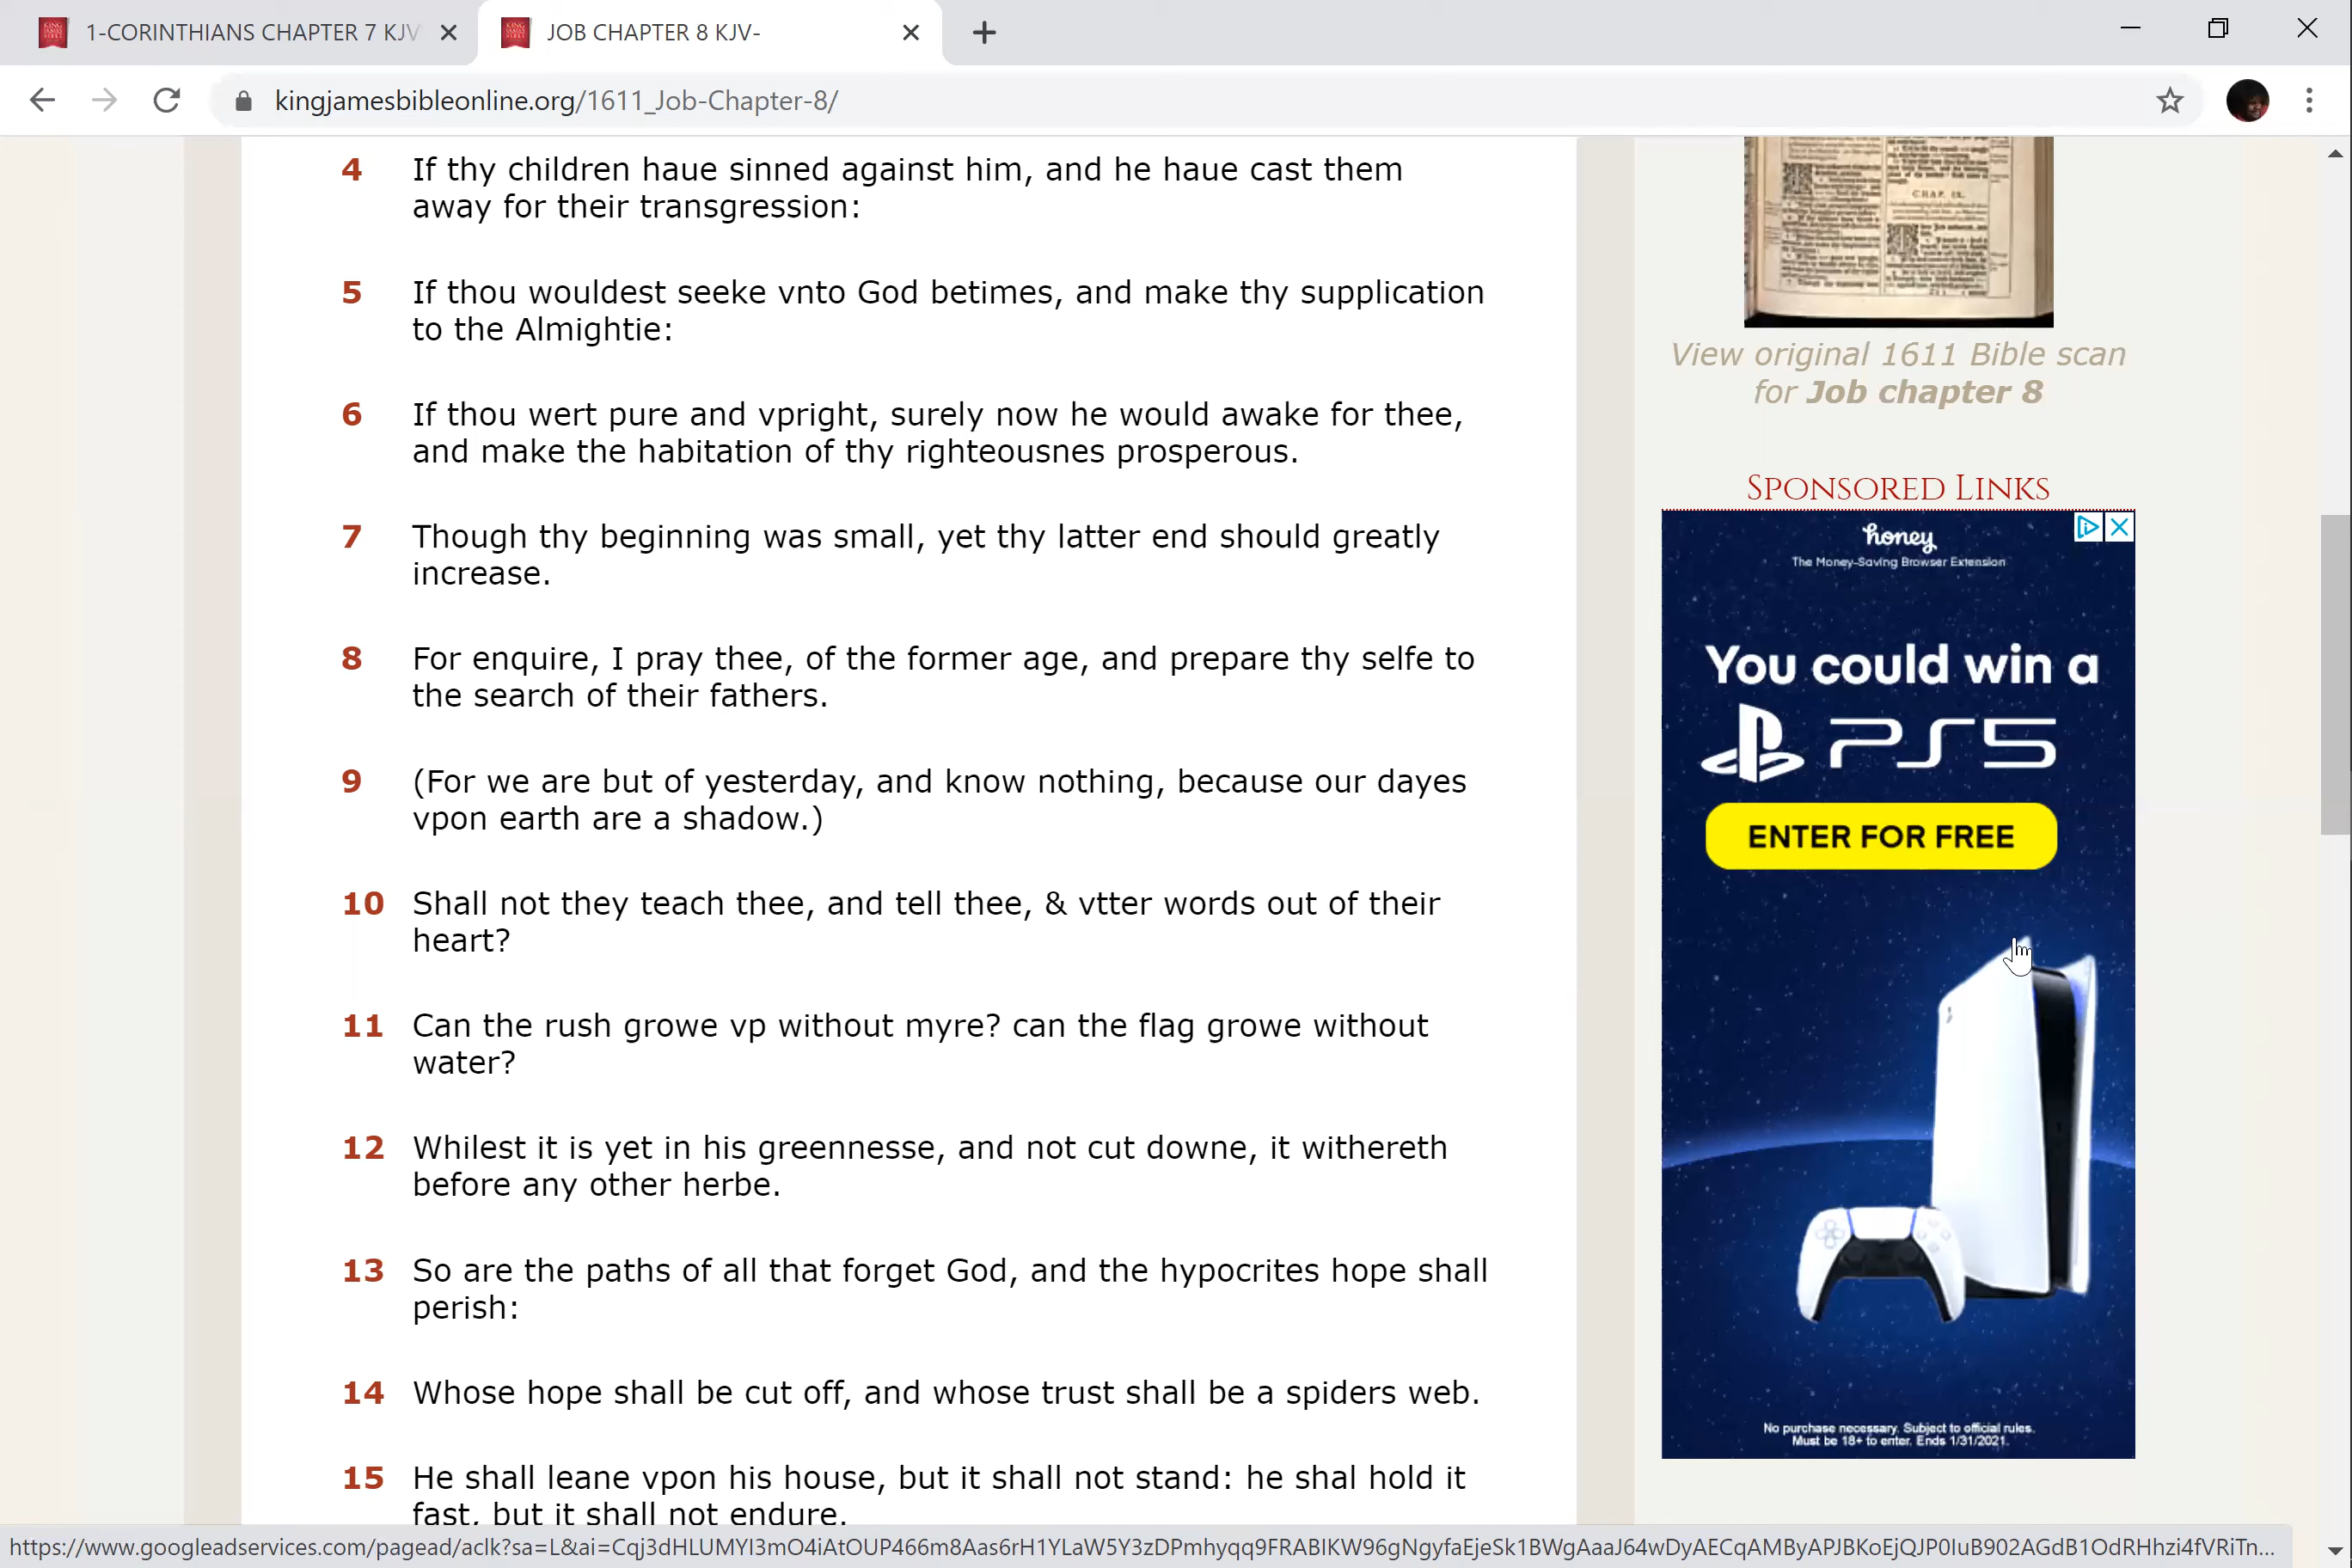 1-CORINTHIANS CHAPTER 7 KJV
JOB CHAPTER 8 KJV-
kingjamesbibleonline.org/1611_Job-Chapter-8/
4 If thy children haue sinned against him, and he haue cast them
away for their transgression:
5 If thou wouldest seeke vnto God betimes, and make thy supplication
to the Almightie:
6 If thou wert pure and vpright, surely now he would awake for thee,
and make the habitation of thy righteousnes prosperous.
7 Though thy beginning was small, yet thy latter end should greatly
increase.
8 For enquire, I pray thee, of the former age, and prepare thy selfe to
the search of their fathers.
9 (For we are but of yesterday, and know nothing, because our dayes
vpon earth are a shadow.)
10 Shall not they teach thee, and tell thee, & vtter words out of their
heart?
11 Can the rush growe vp without myre? can the flag growe without
water?
12 Whilest it is yet in his greennesse, and not cut downe, it withereth
before any other herbe.
13 So are the paths of all that forget God, and the hypocrites hope shall
perish:
14 Whose hope shall be cut off, and whose trust shall be a spiders web.
15 He shall leane vpon his house, but it shall not stand: he shal hold it
fast, but it shall not endure.
CHAP. IX.
View original 1611 Bible scan
for Job chapter 8
SPONSORED LINKS
honey
The Money-Saving Browser Extension
You could win a
PS5
ENTER FOR FREE
No purchase necessary. Subject to official rules.
Must be 18+ to enter. Ends 1/31/2021.